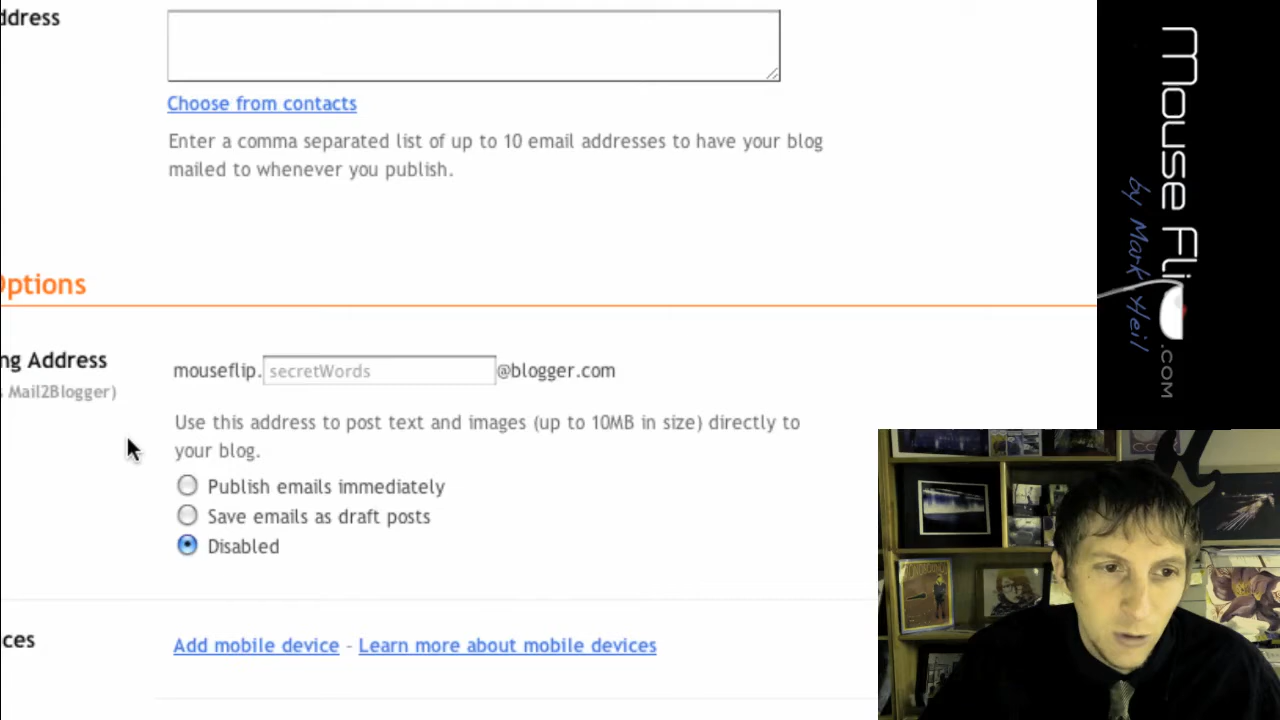 ddress
Choose from contacts
Enter a comma separated list of up to 10 email addresses to have your blog
mailed to whenever you publish.
Options
ng Address
mouseflip. secretWords @blogger.com
s Mail2Blogger)
Use this address to post text and images (up to 10MB in size) directly to
your blog.
Publish emails immediately
Save emails as draft posts
Disabled
ces
Add mobile device - Learn more about mobile devices
Mouse Flip.com
by Mark Heil